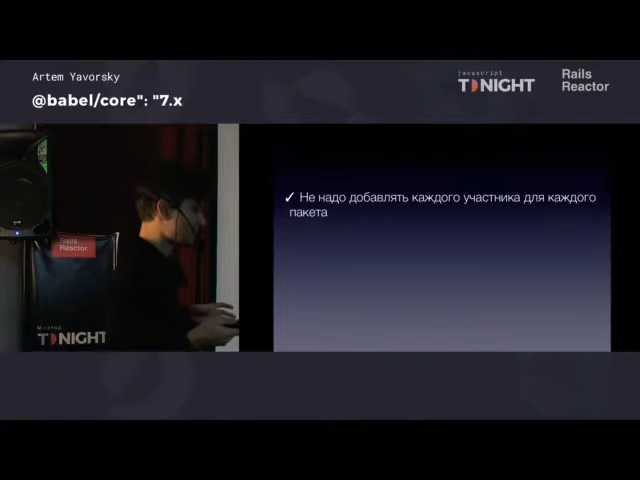 Artem Yavorsky
@babel/core": "7.x
javascript
TONIGHT
Rails
Reactor
✓ Не надо добавлять каждого участника для каждого
пакета
Rails
Reactor
Meetup
TONIGHT